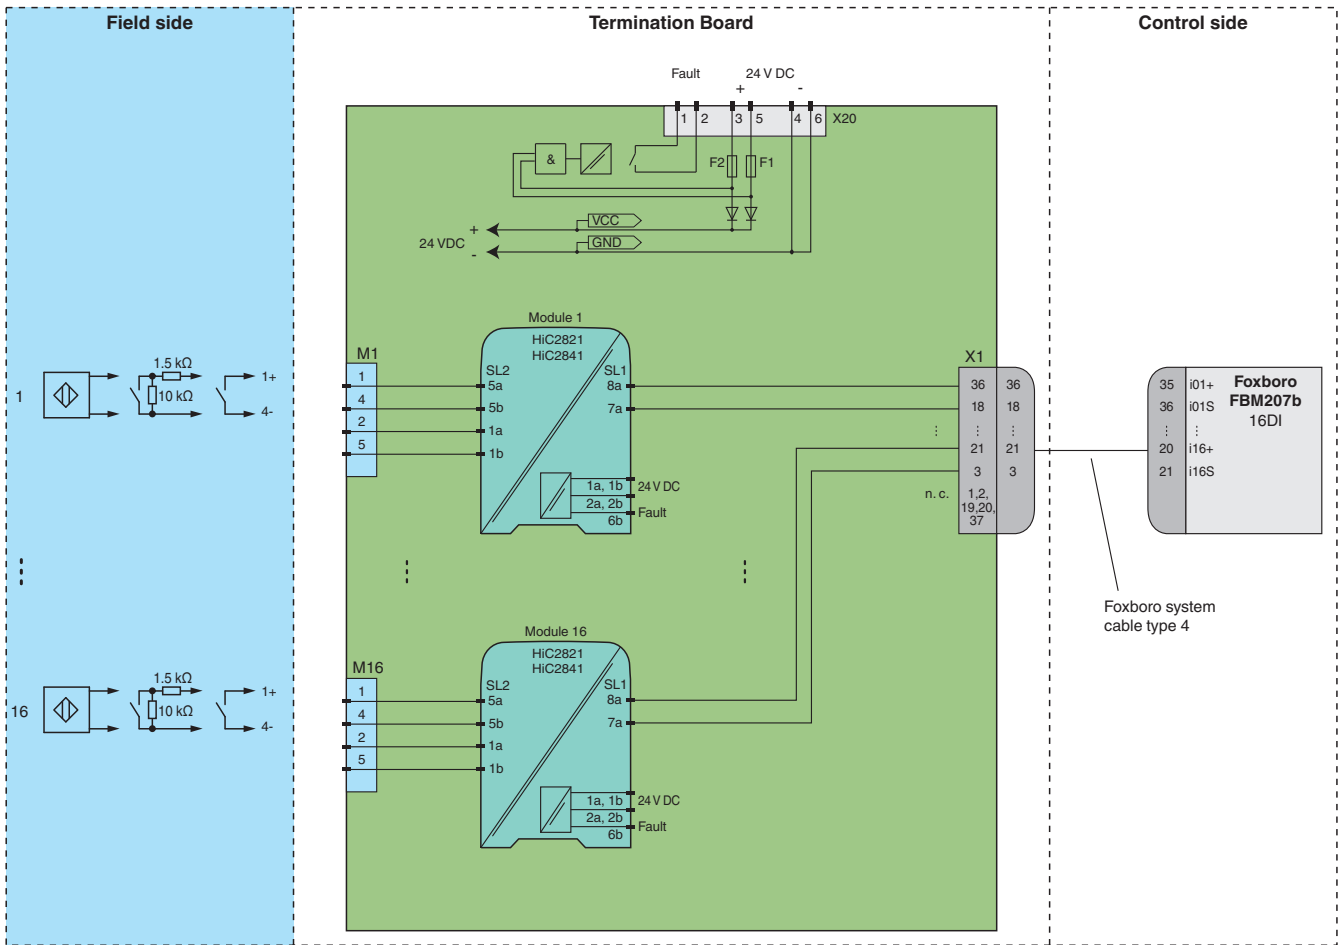 Field side
Termination Board
Control side
Fault
24 V DC
+
-
1
2
3
5
4
6
X20
&
F2
F1
VCC
GND
+
24 VDC
-
Module 1
HiC2821
HiC2841
M1
SL2
SL1
1
5a
8a
4
5b
7a
2
1a
5
1b
1a, 1b
24 V DC
2a, 2b
Fault
6b
1
1.5 kΩ
10 kΩ
1+
4-
X1
36
36
18
18
21
21
3
3
n. c.
1,2,
19,20,
37
35
i01+
Foxboro
FBM207b
16DI
36
i01S
20
i16+
21
i16S
Foxboro system
cable type 4
Module 16
HiC2821
HiC2841
M16
SL2
SL1
1
5a
8a
4
5b
7a
2
1a
5
1b
1a, 1b
24 V DC
2a, 2b
Fault
6b
16
1.5 kΩ
10 kΩ
1+
4-